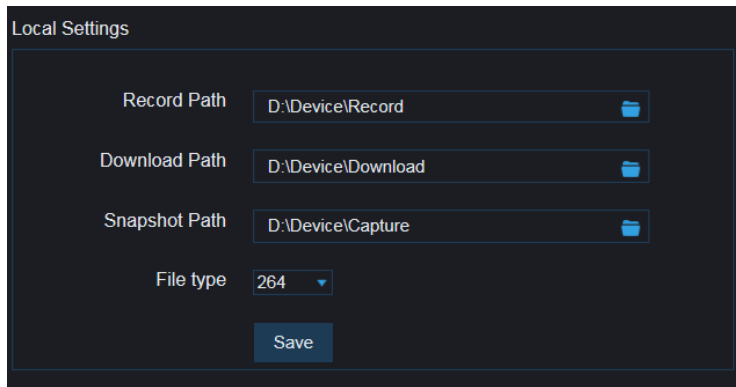 Local Settings
Record Path D:\Device\Record
Download Path D:\Device\Download
Snapshot Path D:\Device\Capture
File type 264
Save